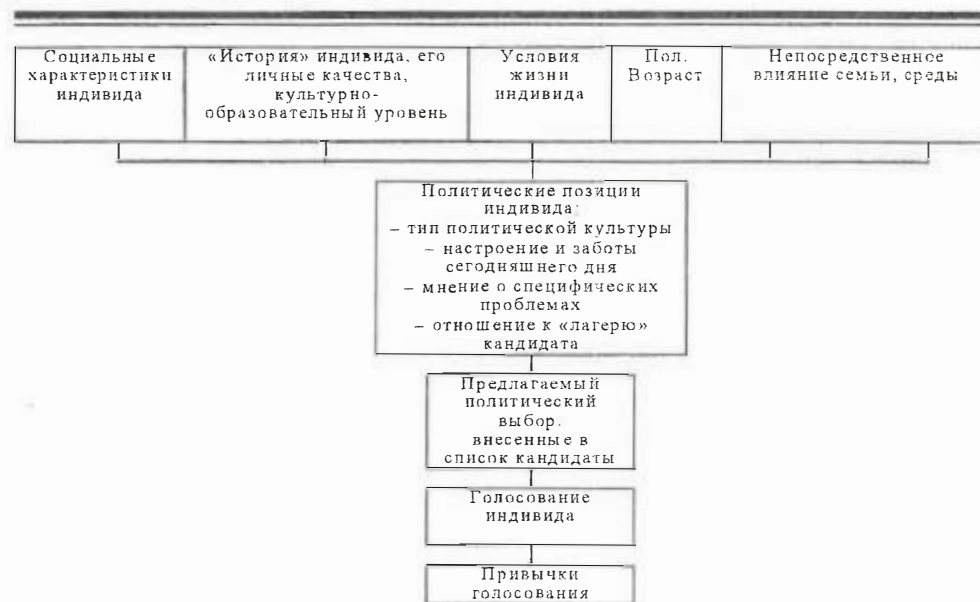 Социальные
характеристики
индивида
«История» индивида, его
личные качества,
культурно-
образовательный уровень
Условия
жизни
индивида
Пол.
Возраст
Непосредственное
влияние семьи, среды
Политические позиции
индивида:
– тип политической культуры
– настроение и заботы
сегодняшнего дня
– мнение о специфических
проблемах
– отношение к «лагерю»
кандидата
Предлагаемый
политический
выбор.
внесенные в
список кандидаты
Голосование
индивида
Привычки
голосования